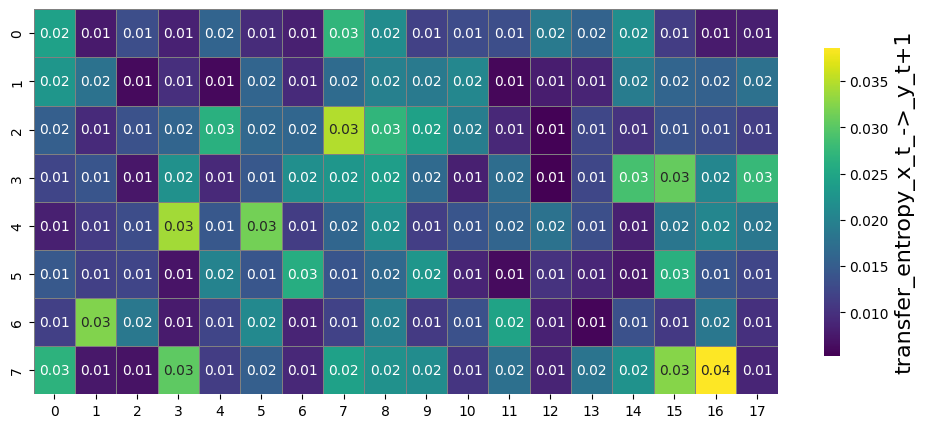 0 0.02 0.01 0.01 0.01 0.02 0.01 0.01 0.03 0.02 0.01 0.01 0.01 0.02 0.02 0.02 0.01 0.01 0.01
1 0.02 0.02 0.01 0.01 0.01 0.02 0.01 0.02 0.02 0.02 0.02 0.01 0.01 0.01 0.02 0.02 0.02 0.02
2 0.02 0.01 0.01 0.02 0.03 0.02 0.02 0.03 0.03 0.02 0.02 0.01 0.01 0.01 0.01 0.01 0.01 0.01
3 0.01 0.01 0.01 0.02 0.01 0.01 0.02 0.02 0.02 0.02 0.01 0.02 0.01 0.01 0.03 0.03 0.02 0.03
4 0.01 0.01 0.01 0.03 0.01 0.03 0.01 0.02 0.02 0.01 0.01 0.02 0.02 0.01 0.01 0.02 0.02 0.02
5 0.01 0.01 0.01 0.01 0.02 0.01 0.03 0.01 0.02 0.02 0.01 0.01 0.01 0.01 0.01 0.03 0.01 0.01
6 0.01 0.03 0.02 0.01 0.01 0.02 0.01 0.02 0.02 0.01 0.01 0.02 0.01 0.01 0.01 0.01 0.02 0.01
7 0.03 0.01 0.01 0.03 0.01 0.02 0.01 0.02 0.02 0.02 0.01 0.02 0.01 0.02 0.02 0.03 0.04 0.01
0 1 2 3 4 5 6 7 8 9 10 11 12 13 14 15 16 17
0.035
0.030
0.025
0.020
0.015
0.010
transfer_entropy_x_t_->_y_t+1